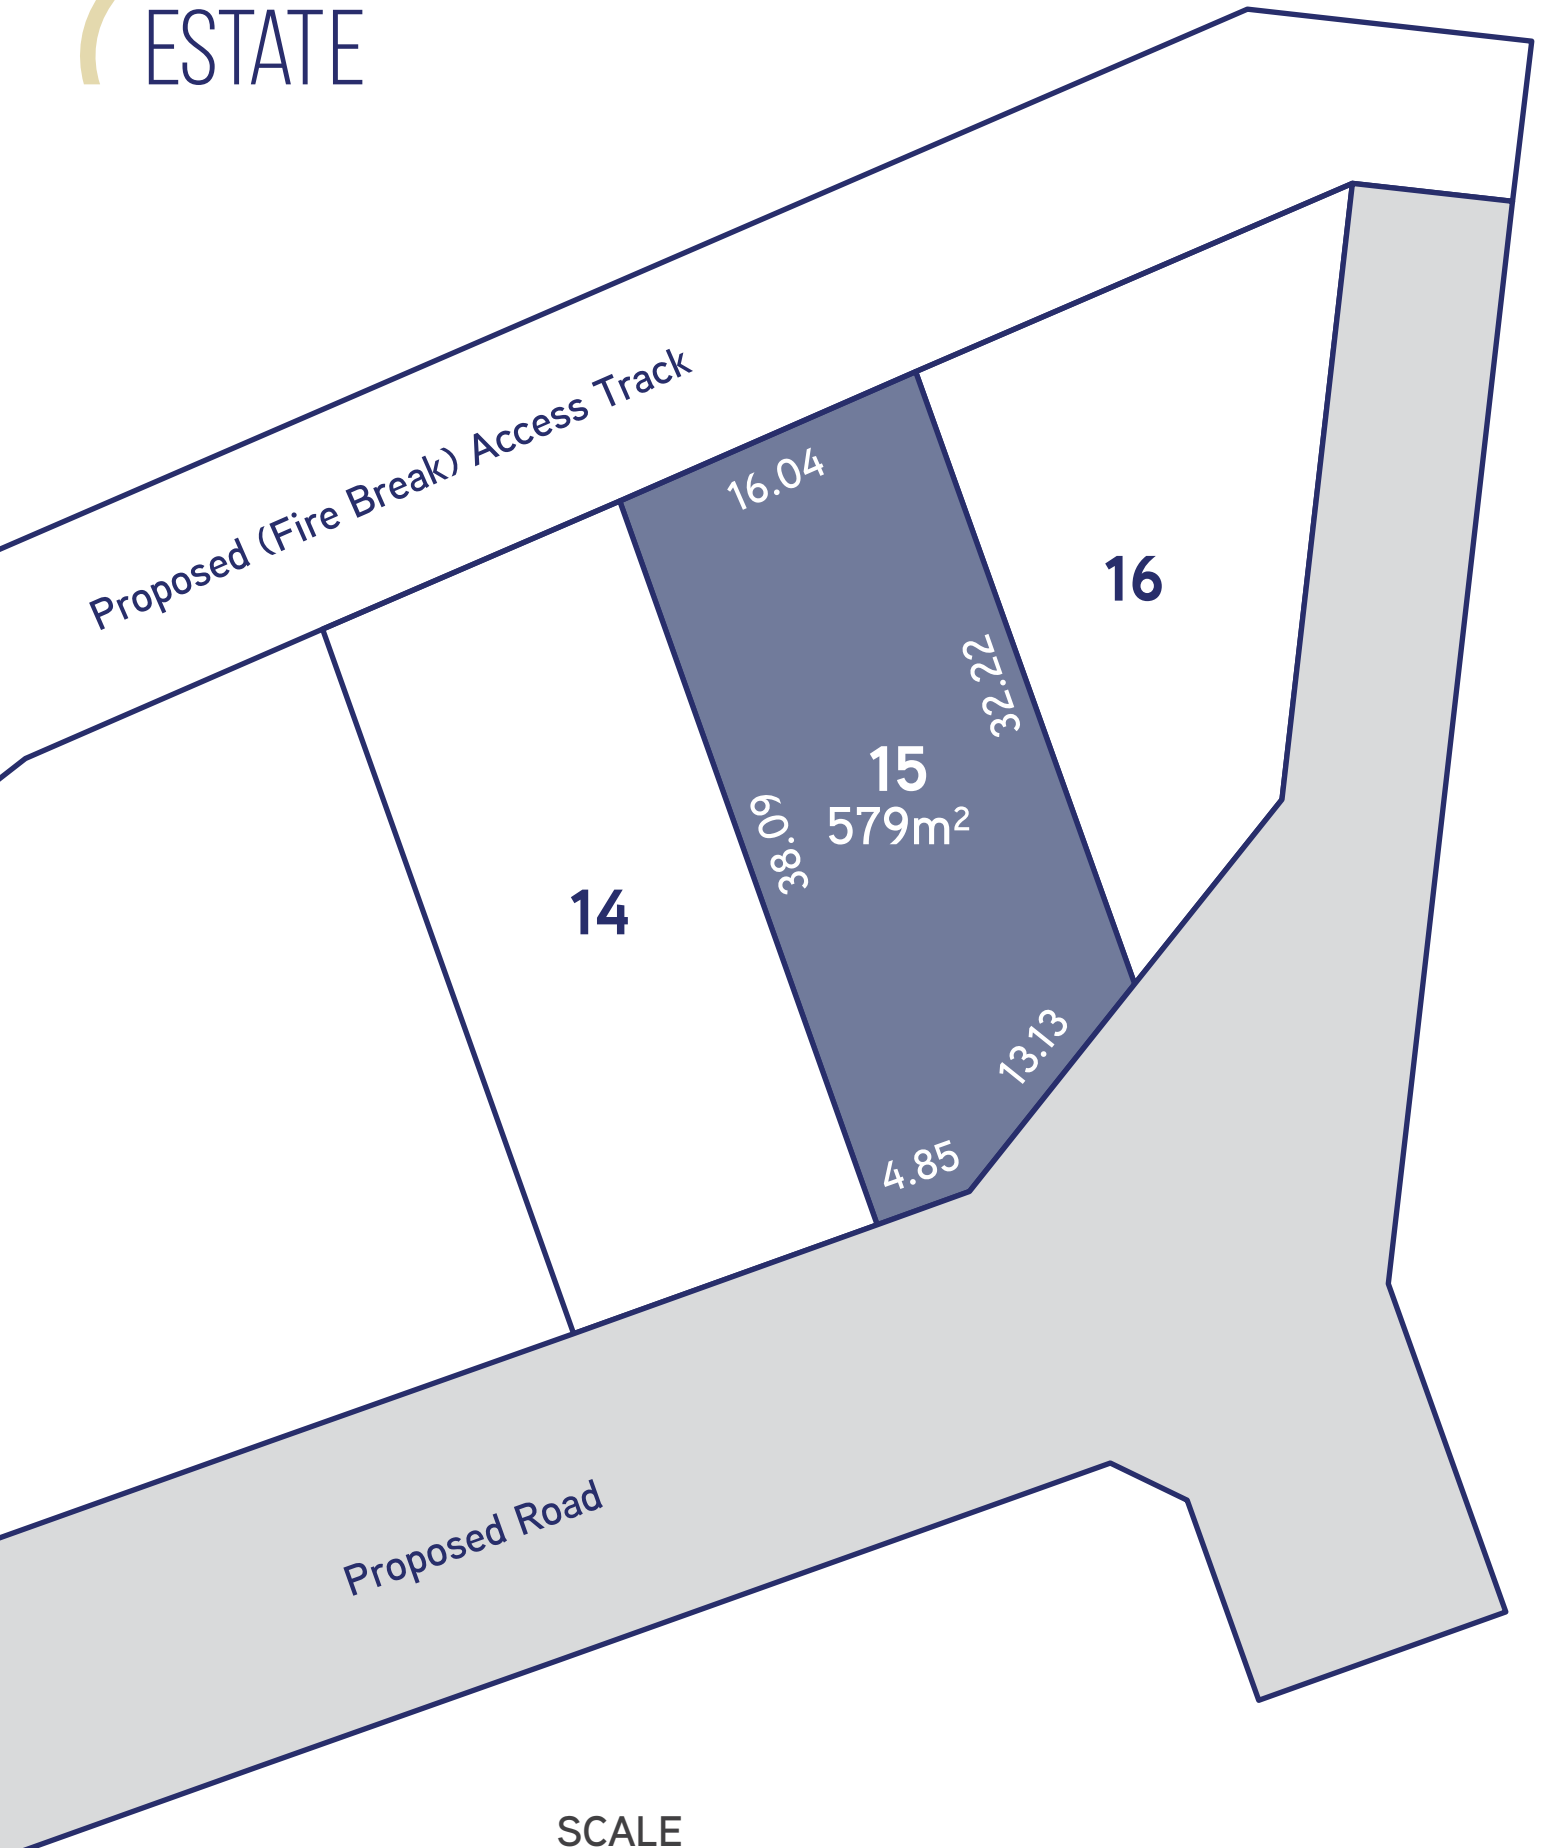 ESTATE
Proposed (Fire Break) Access Track
16.04
16
32.22
15
579m²
38.09
14
13.13
4.85
Proposed Road
SCALE